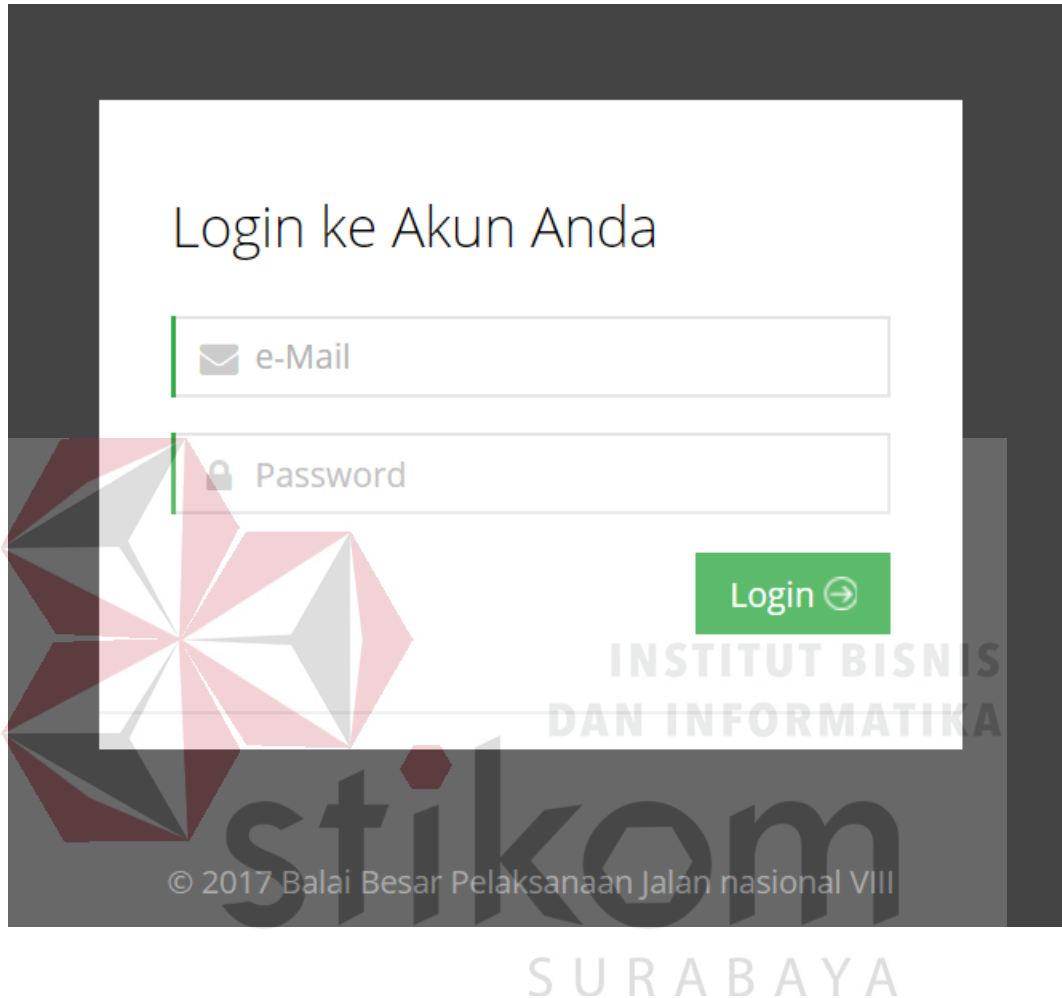 Login ke Akun Anda
e-Mail
Password
Login
INSTITUT BISNIS
DAN INFORMATIKA
stikom
© 2017 Balai Besar Pelaksanaan Jalan nasional VIII
SURABAYA